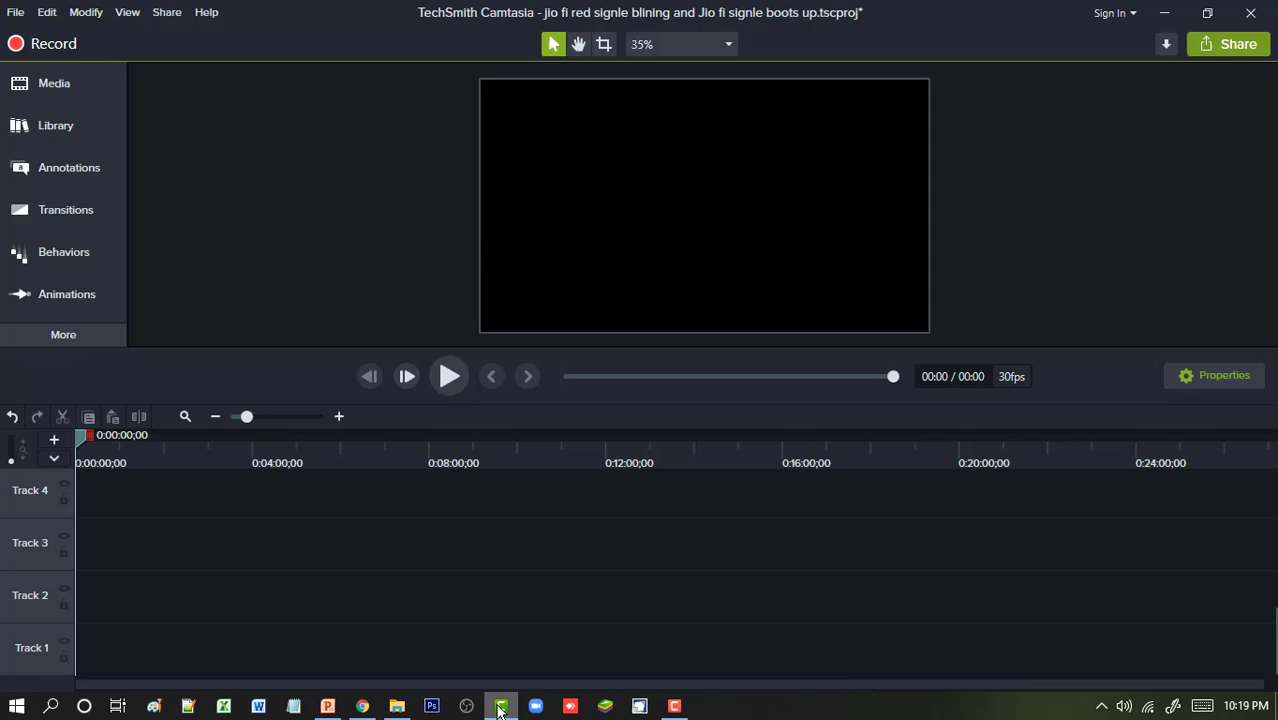 File Edit Modify View Share Help
TechSmith Camtasia - jio fi red signle blining and Jio fi signle boots up.tscproj*
Sign In
Record
35%
Share
Media
Library
a
Annotations
Transitions
Behaviors
Animations
More
00:00 / 00:00 30fps
Properties
0:00:00;00
0:00:00;00 0:04:00;00 0:08:00;00 0:12:00;00 0:16:00;00 0:20:00;00 0:24:00;00
Track 4
Track 3
Track 2
Track 1
Ps
10:19 PM